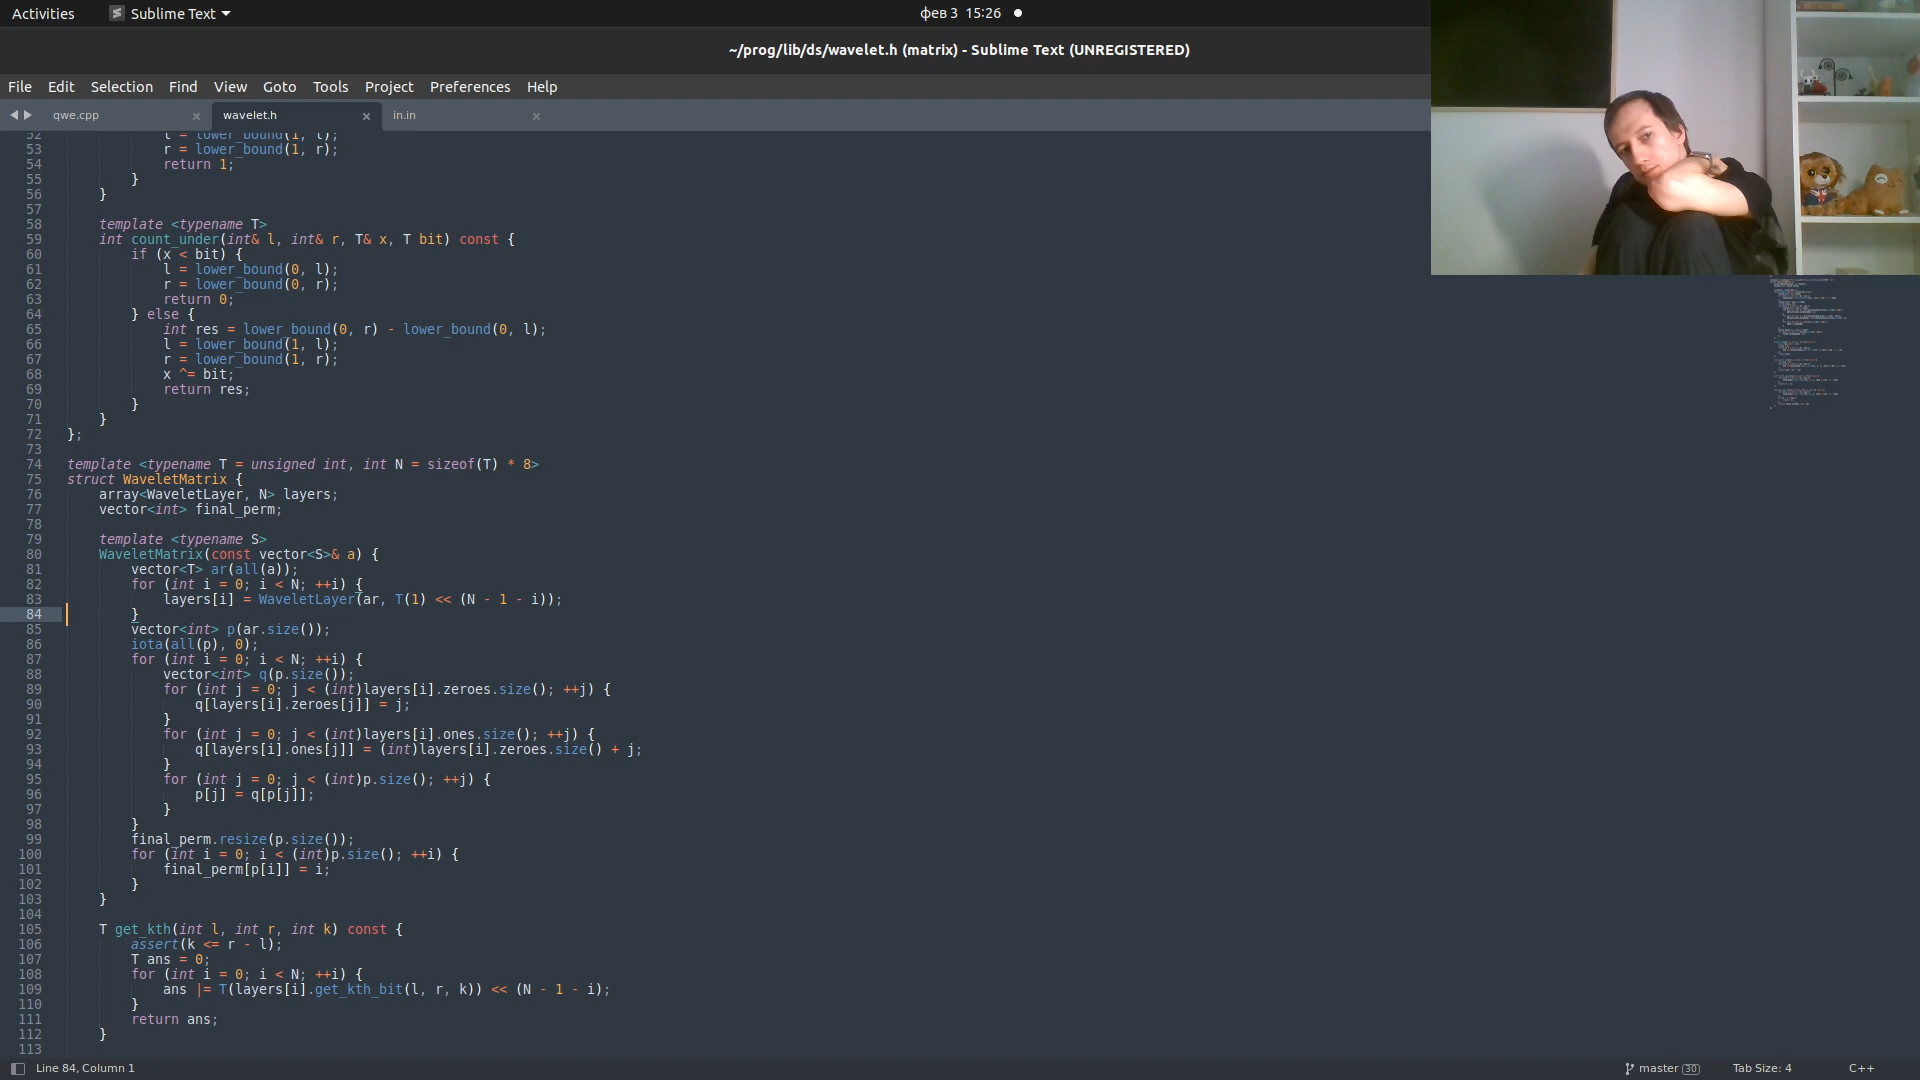 Activities
Sublime Text
фев 3 15:26
~/prog/lib/ds/wavelet.h (matrix) - Sublime Text (UNREGISTERED)
File Edit Selection Find View Goto Tools Project Preferences Help
qwe.cpp
wavelet.h
in.in
52 l = lower_bound(1, l);
53 r = lower_bound(1, r);
54 return 1;
55 }
56 }
57
58 template <typename T>
59 int count_under(int& l, int& r, T& x, T bit) const {
60 if (x < bit) {
61 l = lower_bound(0, l);
62 r = lower_bound(0, r);
63 return 0;
64 } else {
65 int res = lower_bound(0, r) - lower_bound(0, l);
66 l = lower_bound(1, l);
67 r = lower_bound(1, r);
68 x ^= bit;
69 return res;
70 }
71 }
72 };
73
74 template <typename T = unsigned int, int N = sizeof(T) * 8>
75 struct WaveletMatrix {
76 array<WaveletLayer, N> layers;
77 vector<int> final_perm;
78
79 template <typename S>
80 WaveletMatrix(const vector<S>& a) {
81 vector<T> ar(all(a));
82 for (int i = 0; i < N; ++i) {
83 layers[i] = WaveletLayer(ar, T(1) << (N - 1 - i));
84 }
85 vector<int> p(ar.size());
86 iota(all(p), 0);
87 for (int i = 0; i < N; ++i) {
88 vector<int> q(p.size());
89 for (int j = 0; j < (int)layers[i].zeroes.size(); ++j) {
90 q[layers[i].zeroes[j]] = j;
91 }
92 for (int j = 0; j < (int)layers[i].ones.size(); ++j) {
93 q[layers[i].ones[j]] = (int)layers[i].zeroes.size() + j;
94 }
95 for (int j = 0; j < (int)p.size(); ++j) {
96 p[j] = q[p[j]];
97 }
98 }
99 final_perm.resize(p.size());
100 for (int i = 0; i < (int)p.size(); ++i) {
101 final_perm[p[i]] = i;
102 }
103 }
104
105 T get_kth(int l, int r, int k) const {
106 assert(k <= r - l);
107 T ans = 0;
108 for (int i = 0; i < N; ++i) {
109 ans |= T(layers[i].get_kth_bit(l, r, k)) << (N - 1 - i);
110 }
111 return ans;
112 }
113
Line 84, Column 1
master 30
Tab Size: 4
C++